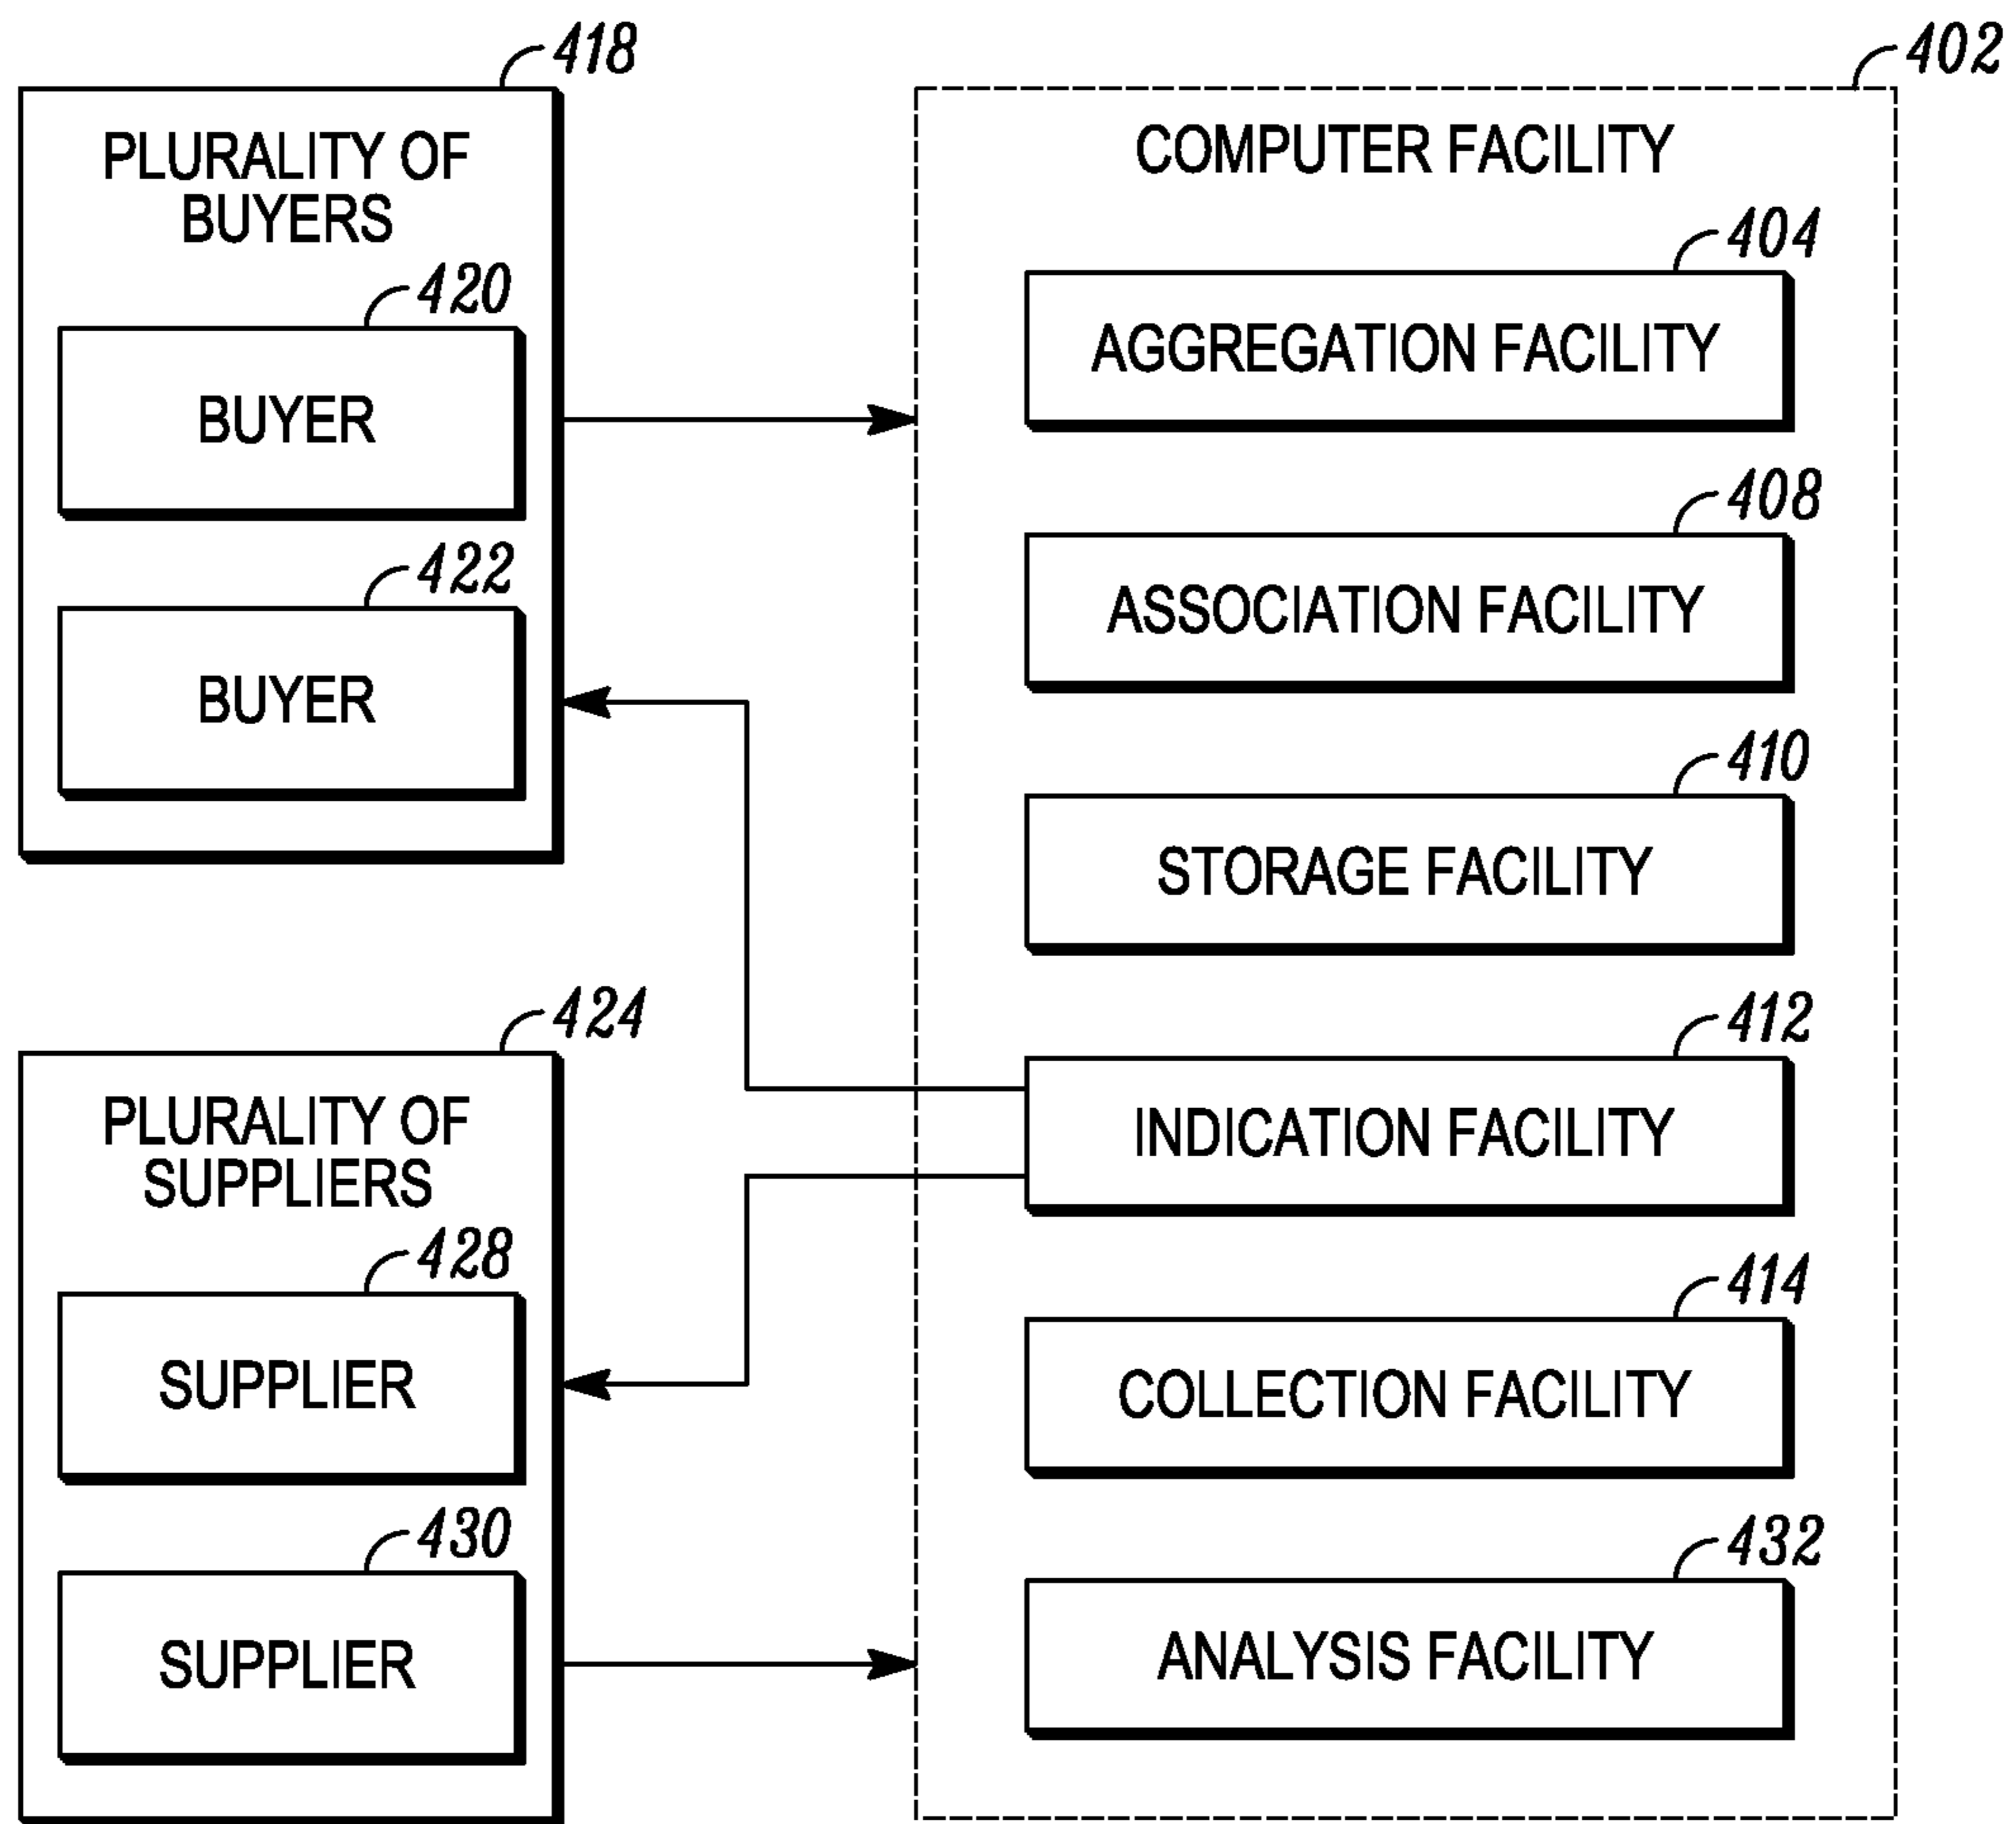 418
PLURALITY OF
BUYERS
420
BUYER
422
BUYER
424
PLURALITY OF
SUPPLIERS
428
SUPPLIER
430
SUPPLIER
402
COMPUTER FACILITY
404
AGGREGATION FACILITY
408
ASSOCIATION FACILITY
410
STORAGE FACILITY
412
INDICATION FACILITY
414
COLLECTION FACILITY
432
ANALYSIS FACILITY